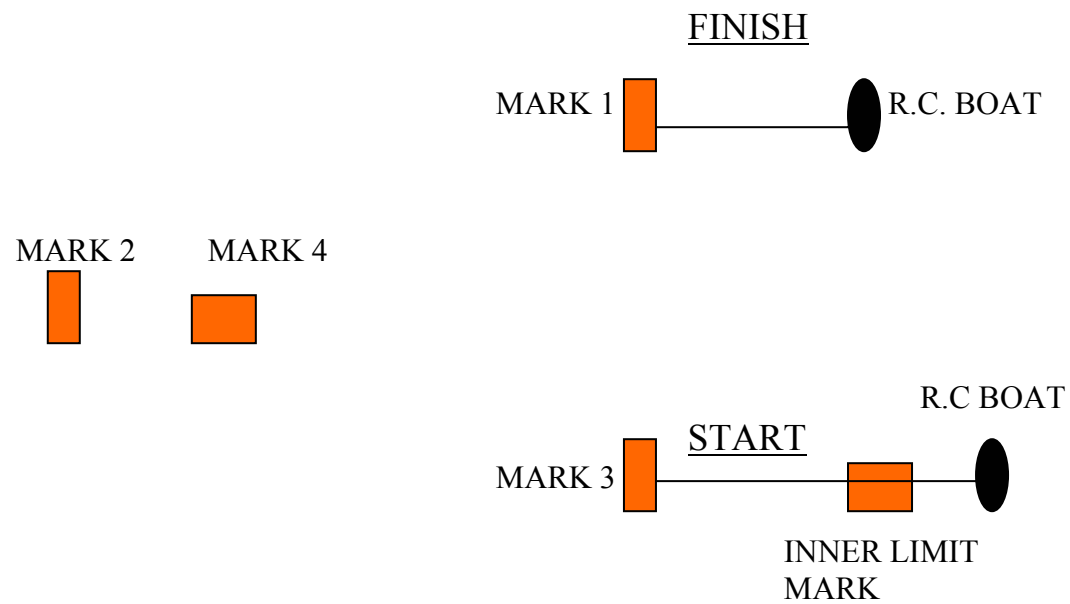 FINISH
MARK 1
R.C. BOAT
MARK 2
MARK 4
R.C BOAT
START
MARK 3
INNER LIMIT
MARK